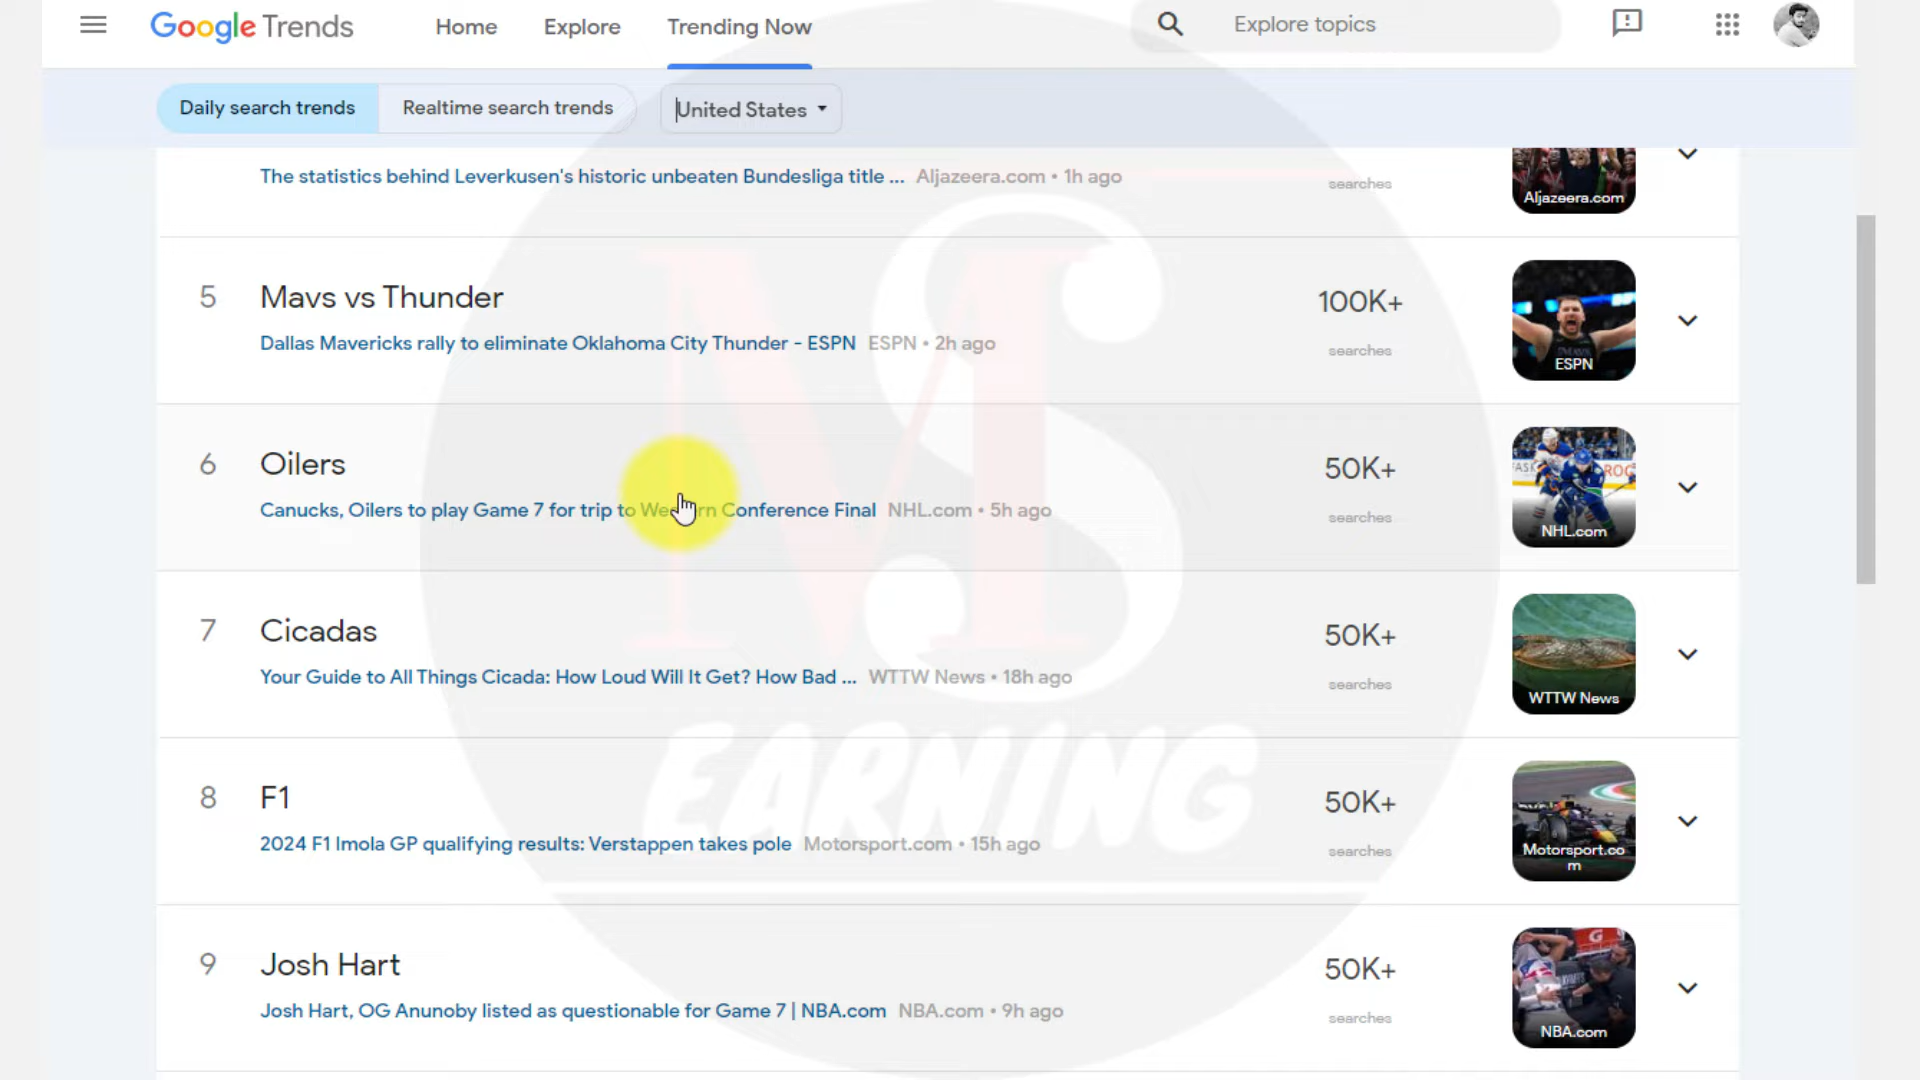 Google Trends
Home
Explore
Trending Now
Explore topics
Daily search trends
Realtime search trends
United States
The statistics behind Leverkusen's historic unbeaten Bundesliga title ... Aljazeera.com • 1h ago
searches
Aljazeera.com
5
Mavs vs Thunder
Dallas Mavericks rally to eliminate Oklahoma City Thunder - ESPN ESPN • 2h ago
100K+
searches
ESPN
6
Oilers
Canucks, Oilers to play Game 7 for trip to Western Conference Final NHL.com • 5h ago
50K+
searches
NHL.com
7
Cicadas
Your Guide to All Things Cicada: How Loud Will It Get? How Bad ... WTTW News • 18h ago
50K+
searches
WTTW News
8
F1
2024 F1 Imola GP qualifying results: Verstappen takes pole Motorsport.com • 15h ago
50K+
searches
Motorsport.co
m
9
Josh Hart
Josh Hart, OG Anunoby listed as questionable for Game 7 | NBA.com NBA.com • 9h ago
50K+
searches
NBA.com
MS
EARNING